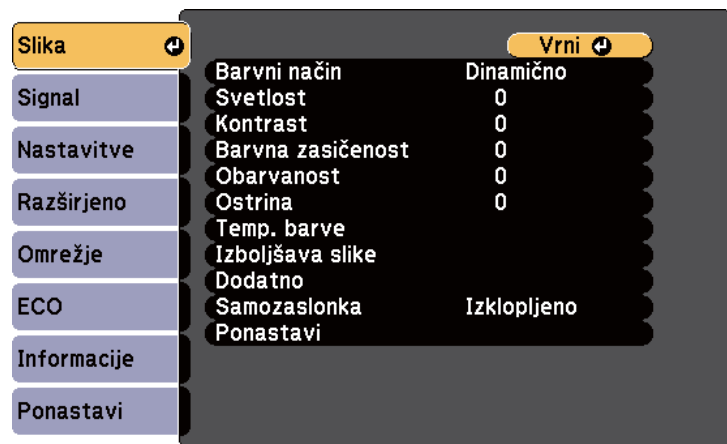 Slika
Signal
Nastavitve
Razširjeno
Omrežje
ECO
Informacije
Ponastavi
Vrni
Barvni način Dinamično
Svetlost 0
Kontrast 0
Barvna zasičenost 0
Obarvanost 0
Ostrina 0
Temp. barve
Izboljšava slike
Dodatno
Samozaslonka Izklopljeno
Ponastavi